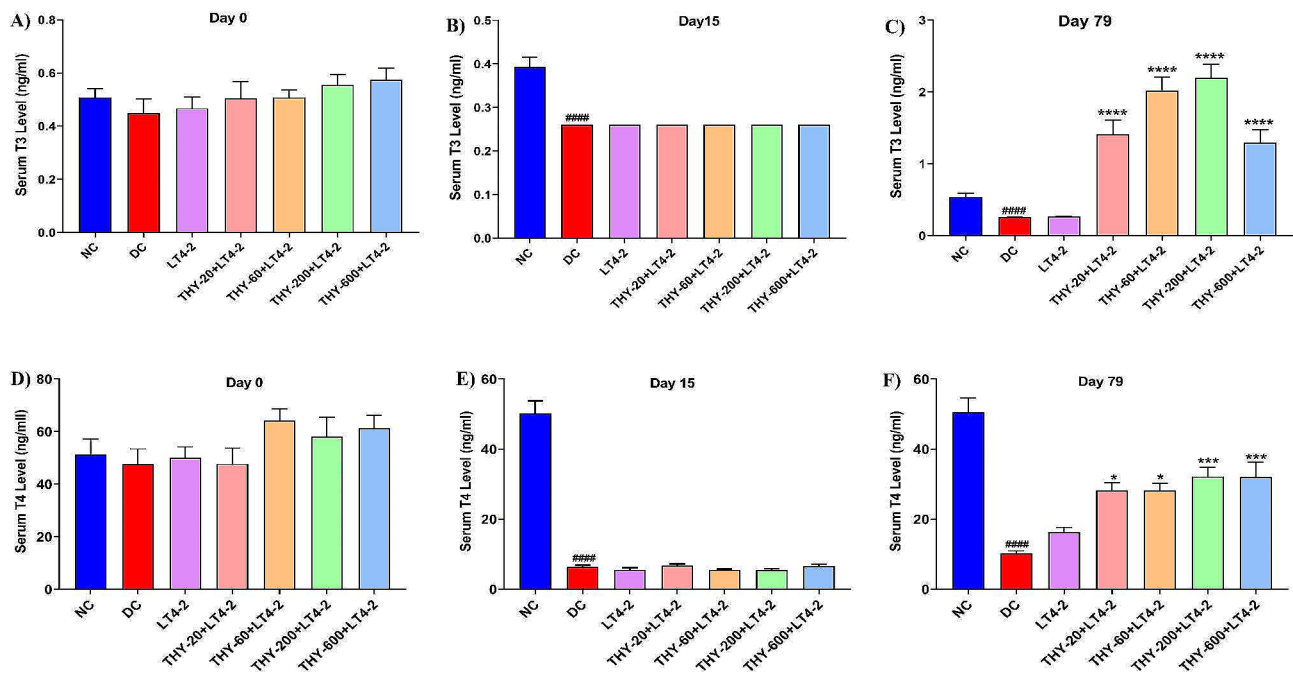 A)
Day 0
Serum T3 Level (ng/ml)
0.8
0.6
0.4
0.2
0.0
NC
DC
LT4-2
THY-20+LT4-2
THY-60+LT4-2
THY-200+LT4-2
THY-600+LT4-2
B)
Day15
Serum T3 Level (ng/ml)
0.5
0.4
0.3
0.2
0.1
0.0
####
NC
DC
LT4-2
THY-20+LT4-2
THY-60+LT4-2
THY-200+LT4-2
THY-600+LT4-2
C)
Day 79
Serum T3 Level (ng/ml)
3
2
1
0
####
****
****
****
****
NC
DC
LT4-2
THY-20+LT4-2
THY-60+LT4-2
THY-200+LT4-2
THY-600+LT4-2
D)
Day 0
Serum T4 Level (ng/mll)
80
60
40
20
0
NC
DC
LT4-2
THY-20+LT4-2
THY-60+LT4-2
THY-200+LT4-2
THY-600+LT4-2
E)
Day 15
Serum T4 Level (ng/ml)
60
40
20
0
####
NC
DC
LT4-2
THY-20+LT4-2
THY-60+LT4-2
THY-200+LT4-2
THY-600+LT4-2
F)
Day 79
Serum T4 Level (ng/ml)
60
40
20
0
####
*
*
***
***
NC
DC
LT4-2
THY-20+LT4-2
THY-60+LT4-2
THY-200+LT4-2
THY-600+LT4-2